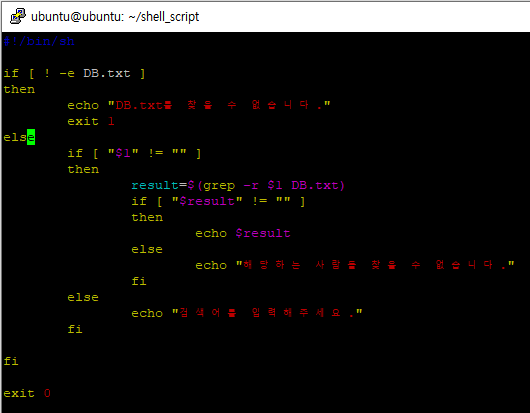 ubuntu@ubuntu: ~/shell_script
#!/bin/sh
if [ ! -e DB.txt ]
then
echo "DB.txt를 찾을 수 없습니다."
exit 1
else
if [ "$1" != "" ]
then
result=$(grep -r $1 DB.txt)
if [ "$result" != "" ]
then
echo $result
else
echo "해당하는 사람을 찾을 수 없습니다."
fi
else
echo "검색어를 입력해주세요."
fi
fi
exit 0